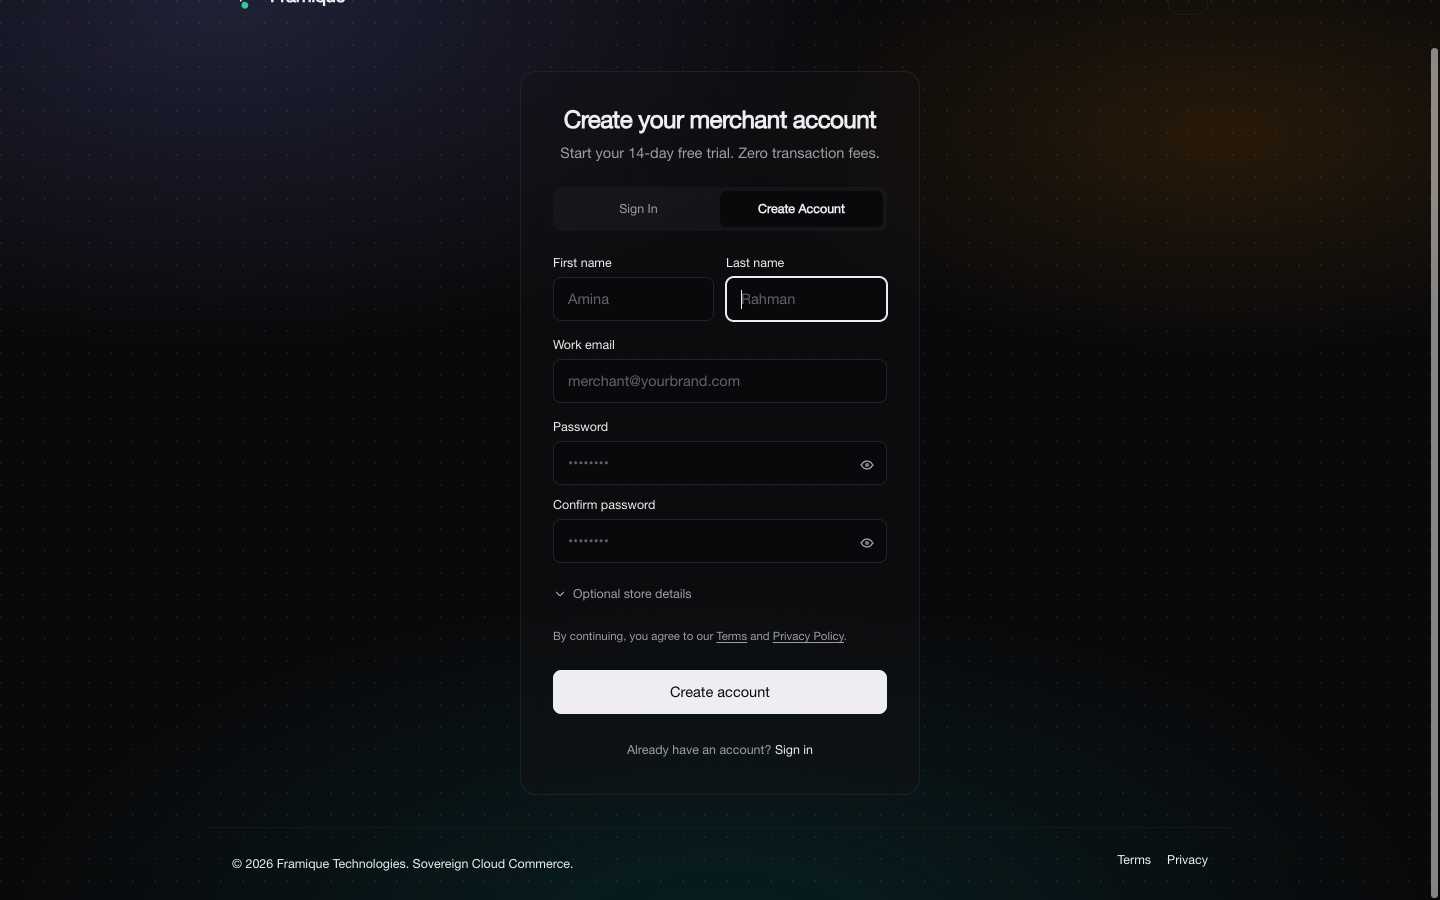 Framique
Create your merchant account
Start your 14-day free trial. Zero transaction fees.
Sign In
Create Account
First name
Last name
Amina
Rahman
Work email
merchant@yourbrand.com
Password
••••••••
Confirm password
••••••••
Optional store details
By continuing, you agree to our Terms and Privacy Policy.
Create account
Already have an account? Sign in
© 2026 Framique Technologies. Sovereign Cloud Commerce.
Terms
Privacy